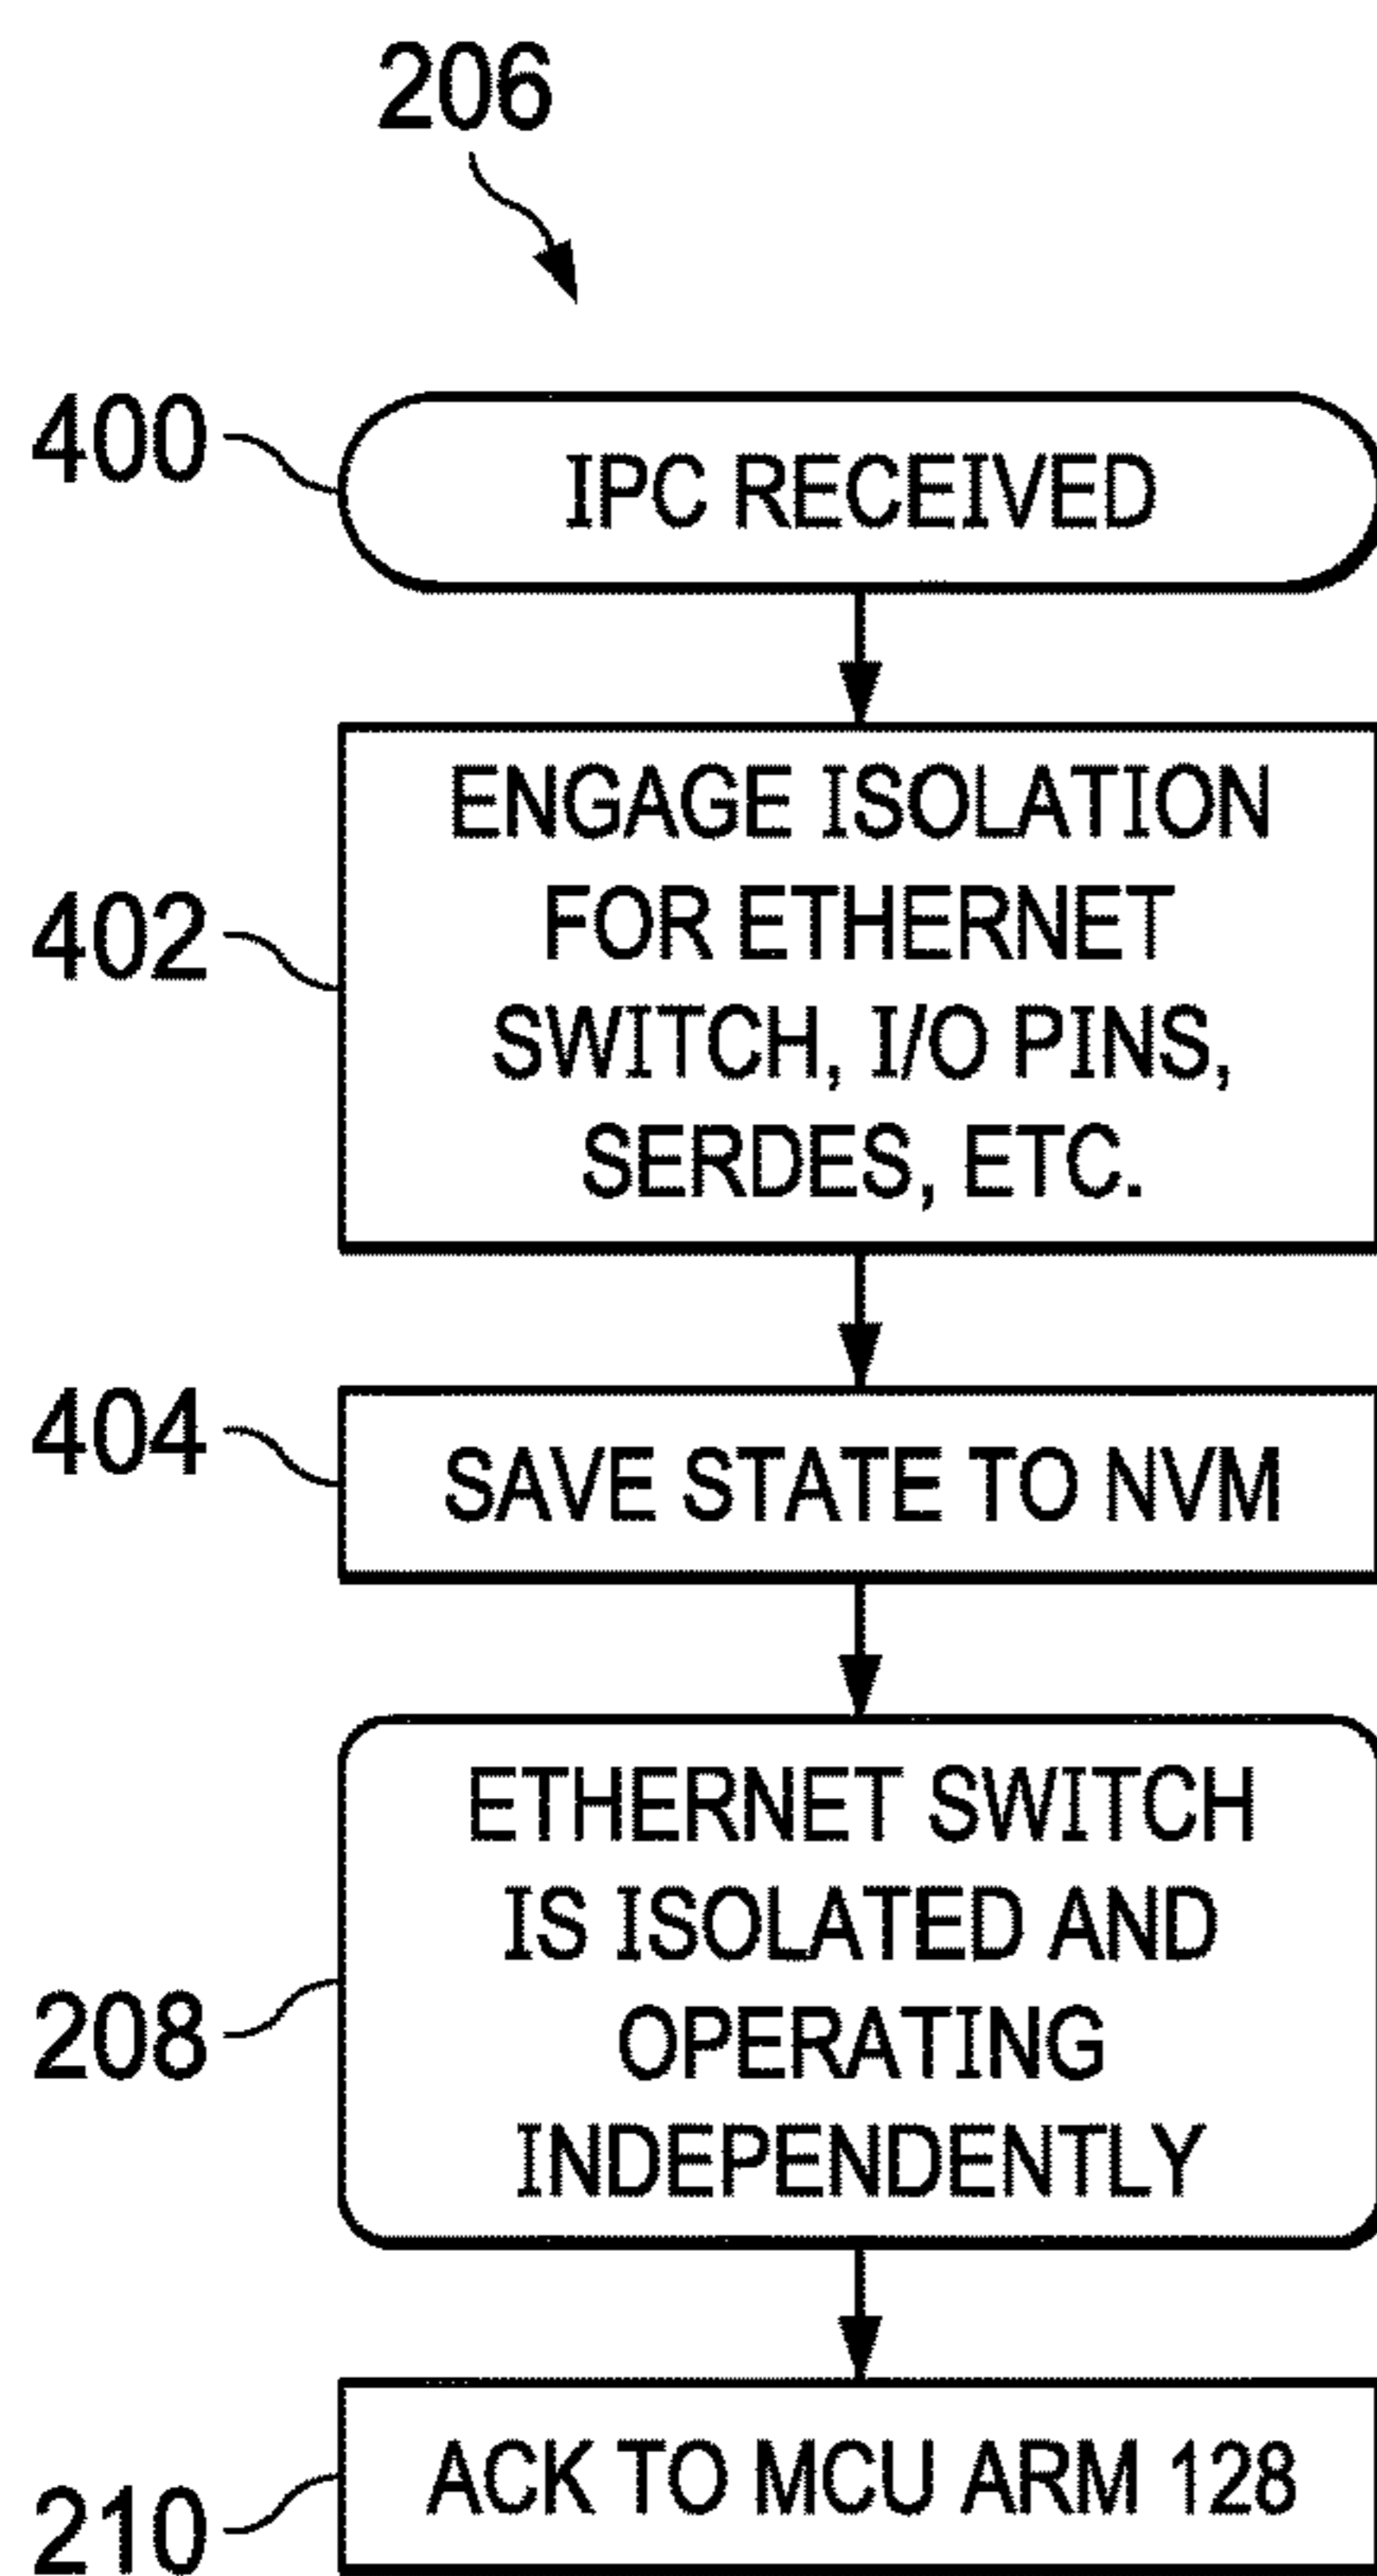 206
400
IPC RECEIVED
402
ENGAGE ISOLATION
FOR ETHERNET
SWITCH, I/O PINS,
SERDES, ETC.
404
SAVE STATE TO NVM
208
ETHERNET SWITCH
IS ISOLATED AND
OPERATING
INDEPENDENTLY
210
ACK TO MCU ARM 128